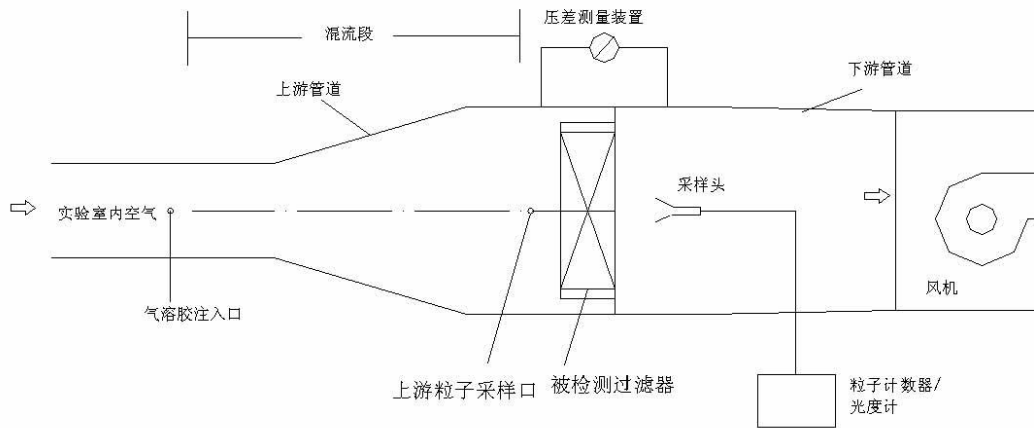 压差测量装置
混流段
下游管道
上游管道
采样头
实验室内空气
风机
气溶胶注入口
上游粒子采样口
被检测过滤器
粒子计数器/
光度计